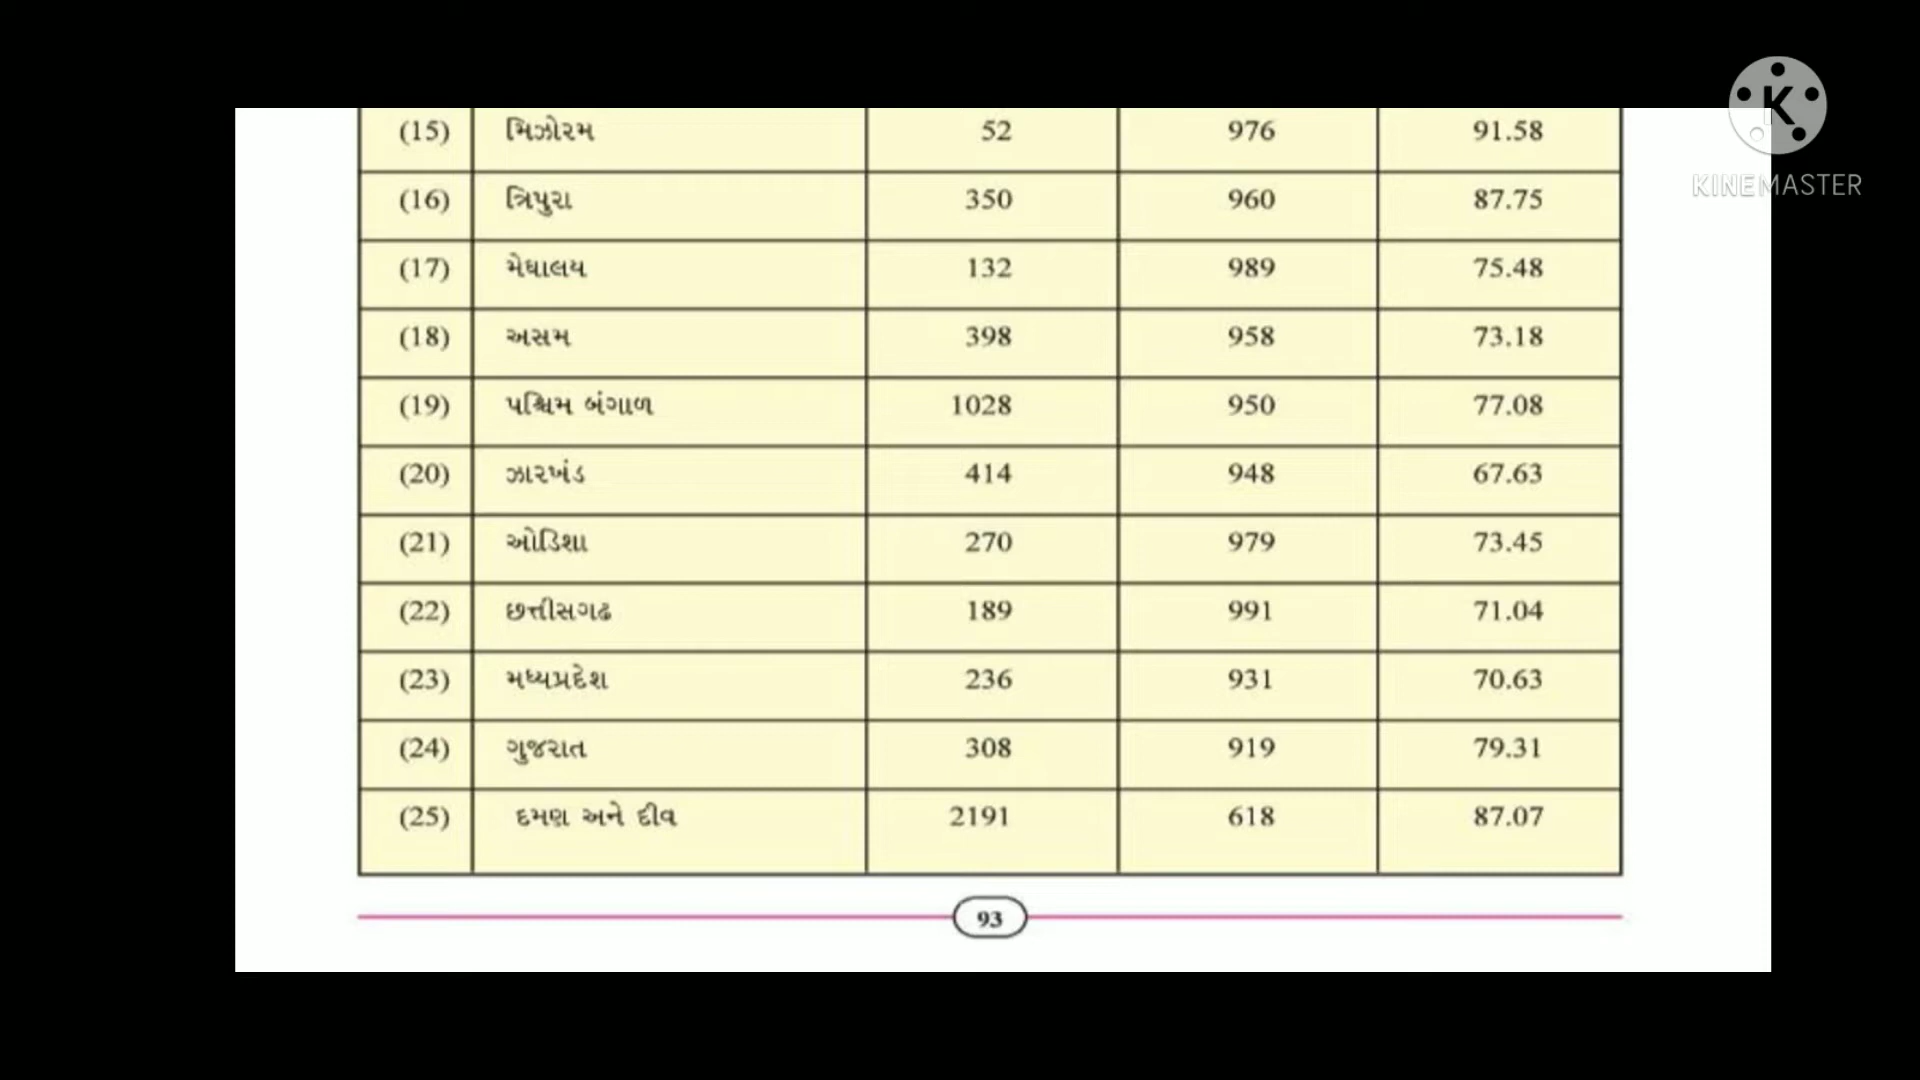 (15) મિઝોરમ 52 976 91.58
(16) ત્રિપુરા 350 960 87.75
(17) મેઘાલય 132 989 75.48
(18) અસમ 398 958 73.18
(19) પશ્ચિમ બંગાળ 1028 950 77.08
(20) ઝારખંડ 414 948 67.63
(21) ઓડિશા 270 979 73.45
(22) છત્તીસગઢ 189 991 71.04
(23) મધ્યપ્રદેશ 236 931 70.63
(24) ગુજરાત 308 919 79.31
(25) દમણ અને દીવ 2191 618 87.07
93
K
KINEMASTER